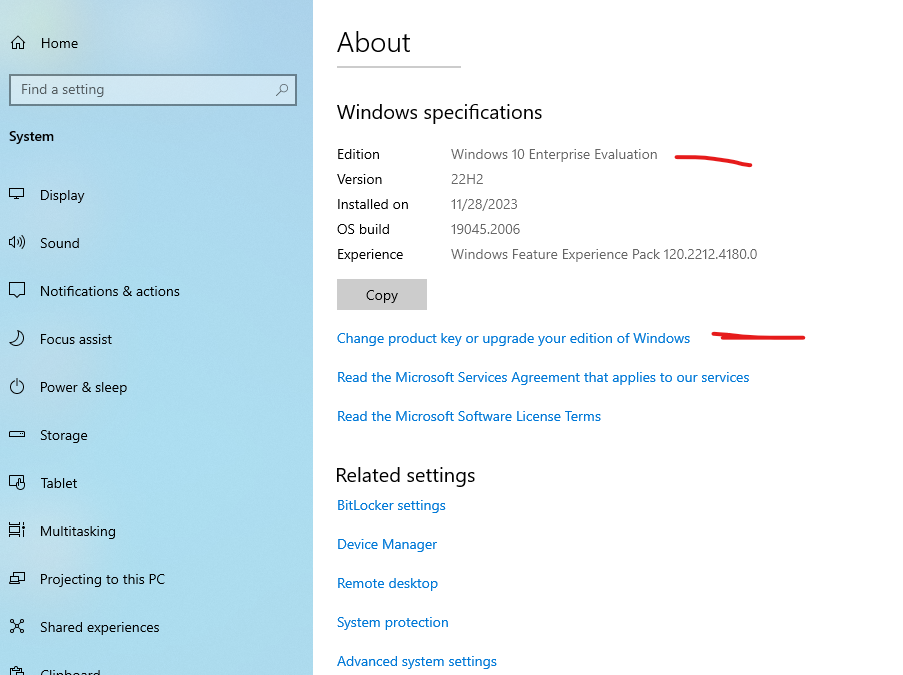 Home
Find a setting
System
Display
Sound
Notifications & actions
Focus assist
Power & sleep
Storage
Tablet
Multitasking
Projecting to this PC
Shared experiences
Clipboard
About
Windows specifications
Edition Windows 10 Enterprise Evaluation
Version 22H2
Installed on 11/28/2023
OS build 19045.2006
Experience Windows Feature Experience Pack 120.2212.4180.0
Copy
Change product key or upgrade your edition of Windows
Read the Microsoft Services Agreement that applies to our services
Read the Microsoft Software License Terms
Related settings
BitLocker settings
Device Manager
Remote desktop
System protection
Advanced system settings